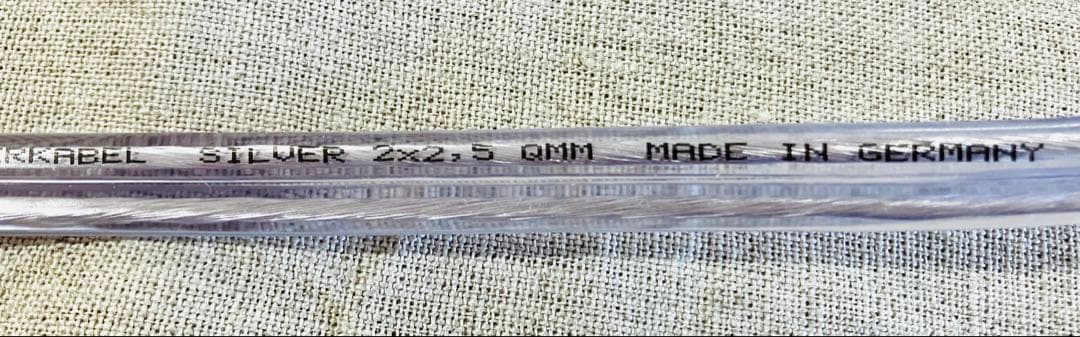 RKABEL SILVER 2x2,5 QMM MADE IN GERMANY